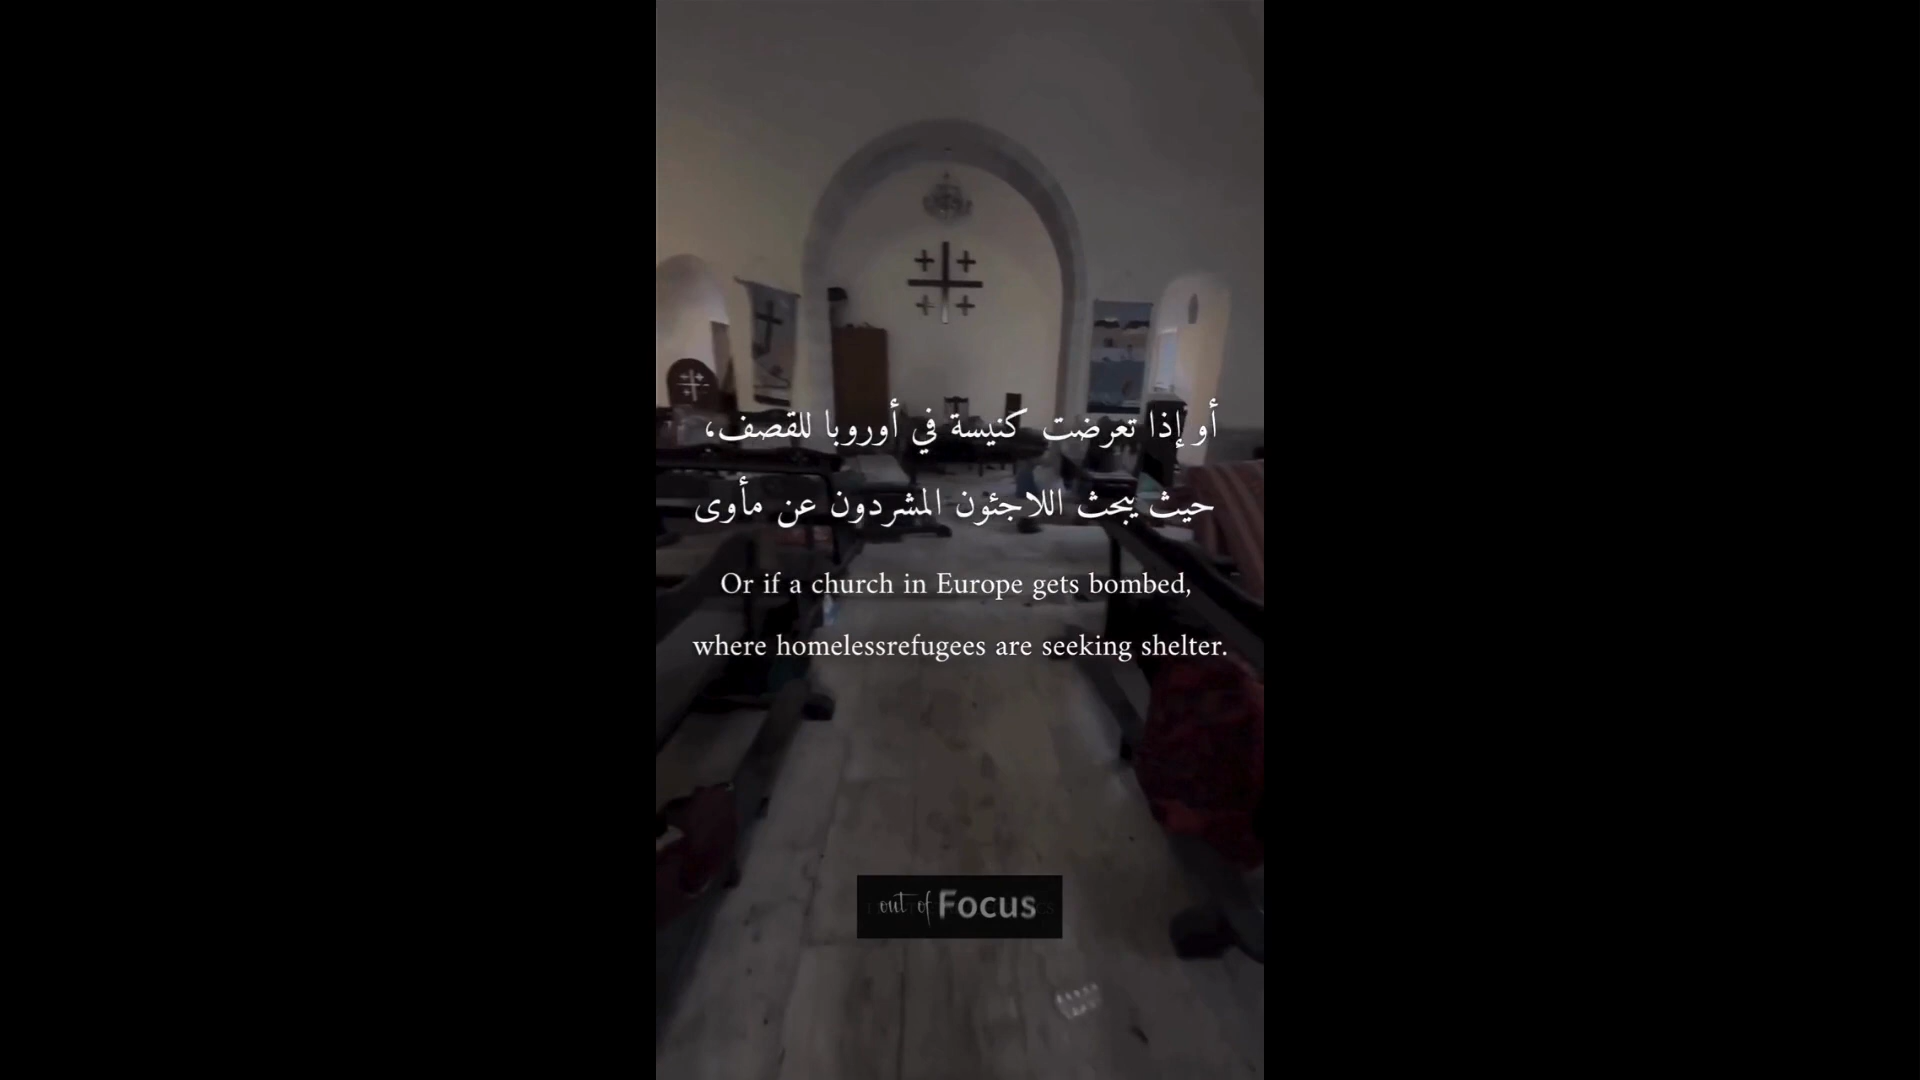 أو إذا تعرضت كنيسة في أوروبا للقصف،
حيث يبحث اللاجئون المشردون عن مأوى
Or if a church in Europe gets bombed,
where homelessrefugees are seeking shelter.
out of Focus